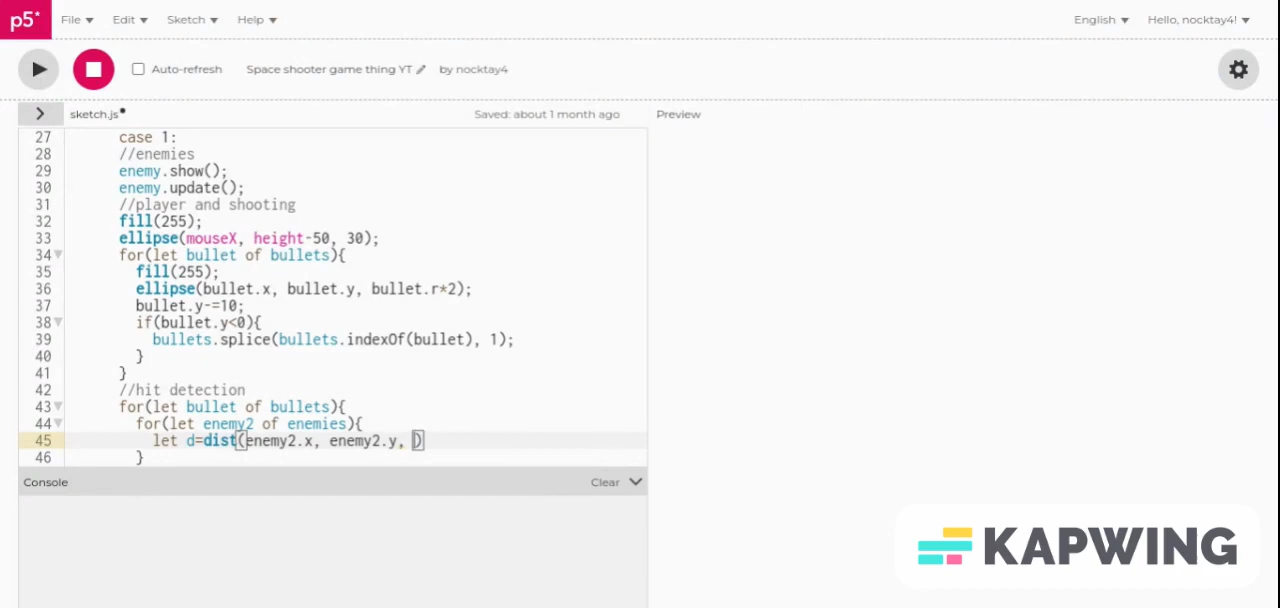 p5*
File Edit Sketch Help English Hello, nocktay4!
Auto-refresh Space shooter game thing YT by nocktay4
sketch.js Saved: about 1 month ago Preview
27 case 1:
28 //enemies
29 enemy.show();
30 enemy.update();
31 //player and shooting
32 fill(255);
33 ellipse(mouseX, height-50, 30);
34 for(let bullet of bullets){
35 fill(255);
36 ellipse(bullet.x, bullet.y, bullet.r*2);
37 bullet.y-=10;
38 if(bullet.y<0){
39 bullets.splice(bullets.indexOf(bullet), 1);
40 }
41 }
42 //hit detection
43 for(let bullet of bullets){
44 for(let enemy2 of enemies){
45 let d=dist(enemy2.x, enemy2.y, )
46 }
Console Clear
KAPWING